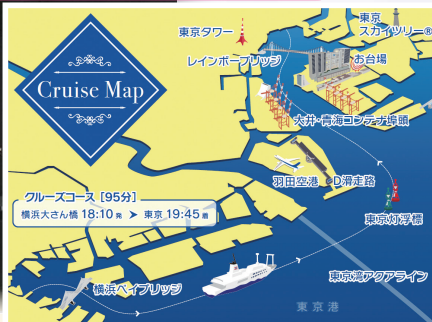 東京タワー
東京
スカイツリー®
レインボーブリッジ
お台場
Cruise Map
大井・青海コンテナ埠頭
羽田空港
D滑走路
クルーズコース [95分]
横浜大さん橋 18:10発 ➤ 東京 19:45着
東京灯浮標
東京湾アクアライン
横浜ベイブリッジ
東京港